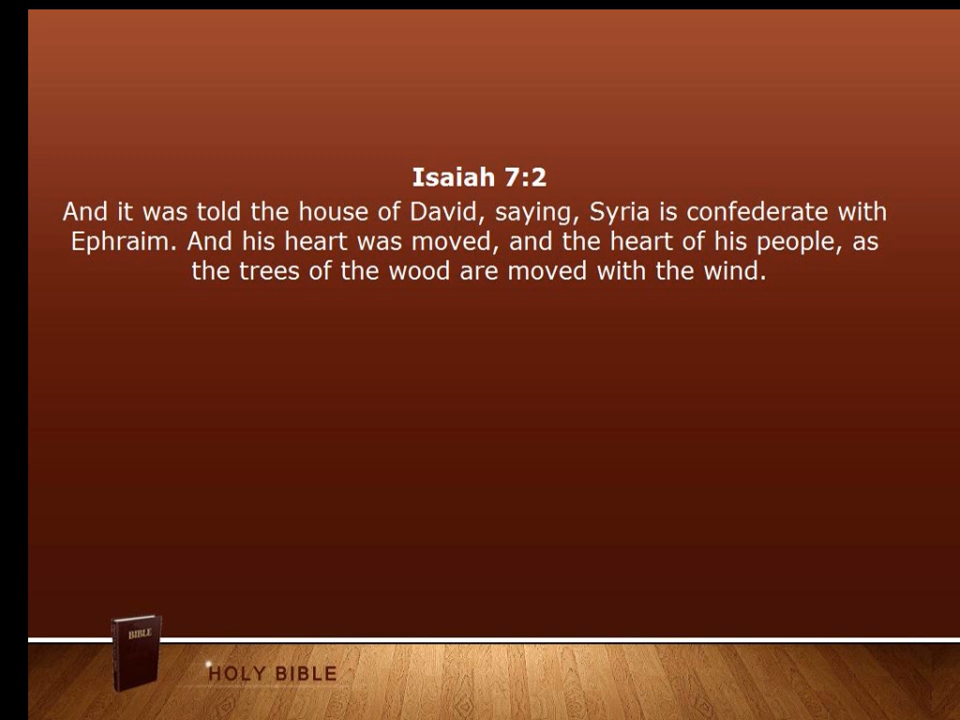 Isaiah 7:2
And it was told the house of David, saying, Syria is confederate with
Ephraim. And his heart was moved, and the heart of his people, as
the trees of the wood are moved with the wind.
BIBLE
HOLY BIBLE